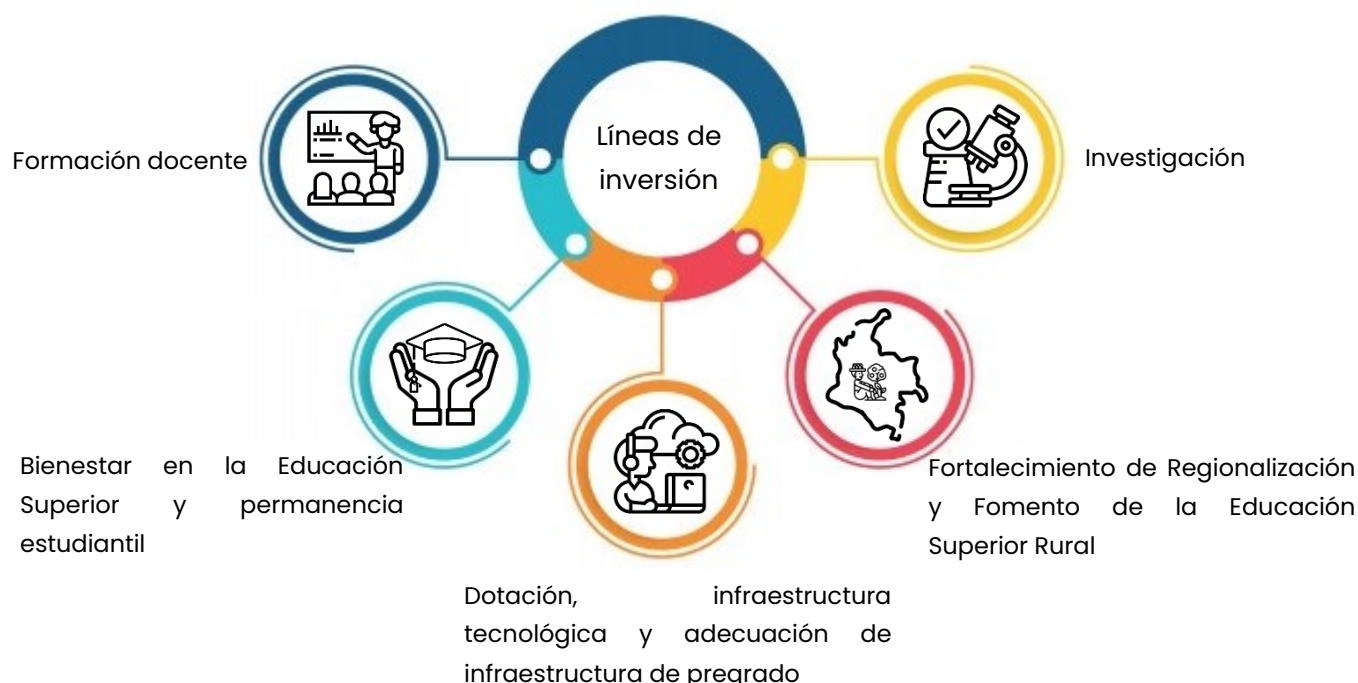 Líneas de
inversión
Formación docente
Investigación
Bienestar en la Educación
Superior y permanencia
estudiantil
Fortalecimiento de Regionalización
y Fomento de la Educación
Superior Rural
Dotación, infraestructura
tecnológica y adecuación de
infraestructura de pregrado